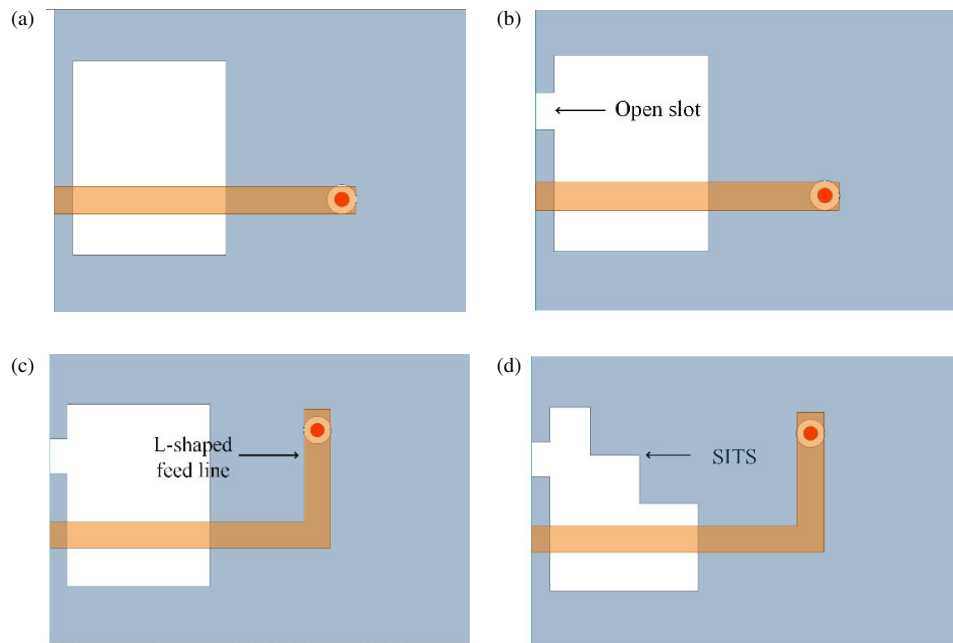 (a)
(b)
Open slot
(c)
L-shaped
feed line
(d)
SITS